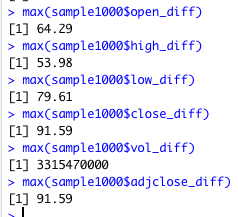 > max(sample1000$open_diff)
[1] 64.29
> max(sample1000$high_diff)
[1] 53.98
> max(sample1000$low_diff)
[1] 79.61
> max(sample1000$close_diff)
[1] 91.59
> max(sample1000$vol_diff)
[1] 3315470000
> max(sample1000$adjclose_diff)
[1] 91.59
>